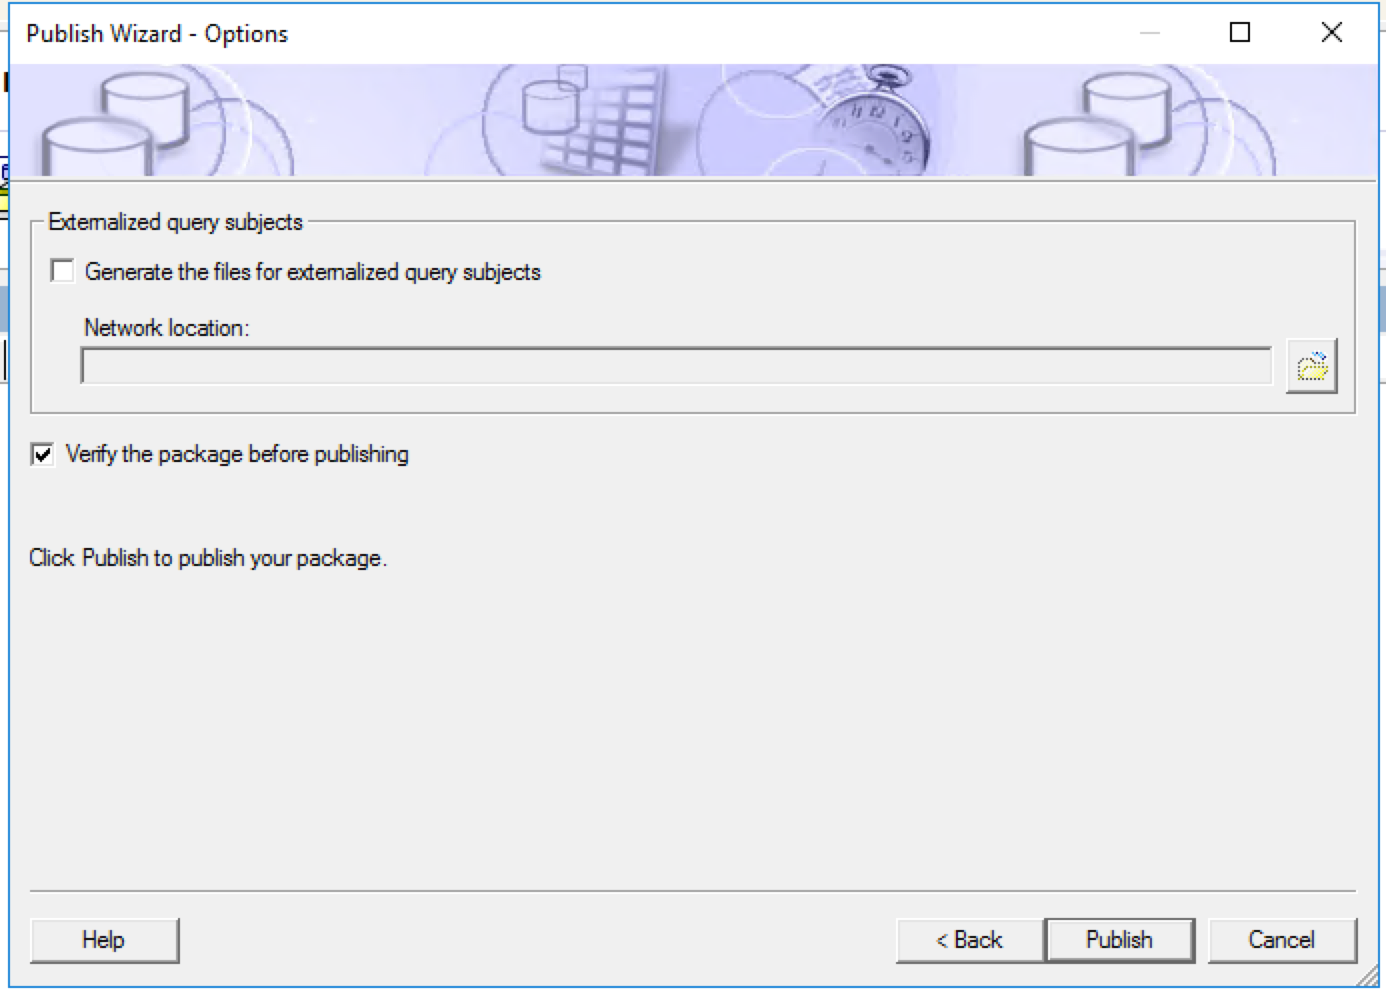 Publish Wizard - Options
Externalized query subjects
Generate the files for externalized query subjects
Network location:
Verify the package before publishing
Click Publish to publish your package.
Help
< Back
Publish
Cancel